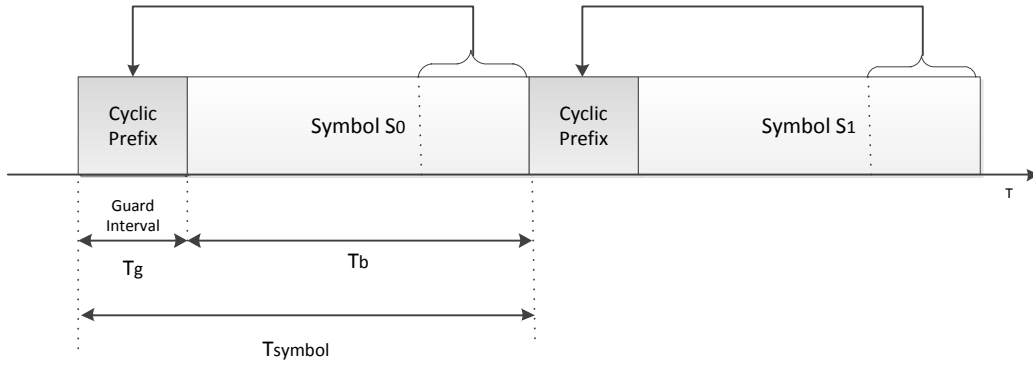 Cyclic
Prefix
Symbol S0
Cyclic
Prefix
Symbol S1
T
Guard
Interval
Tg
Tb
Tsymbol